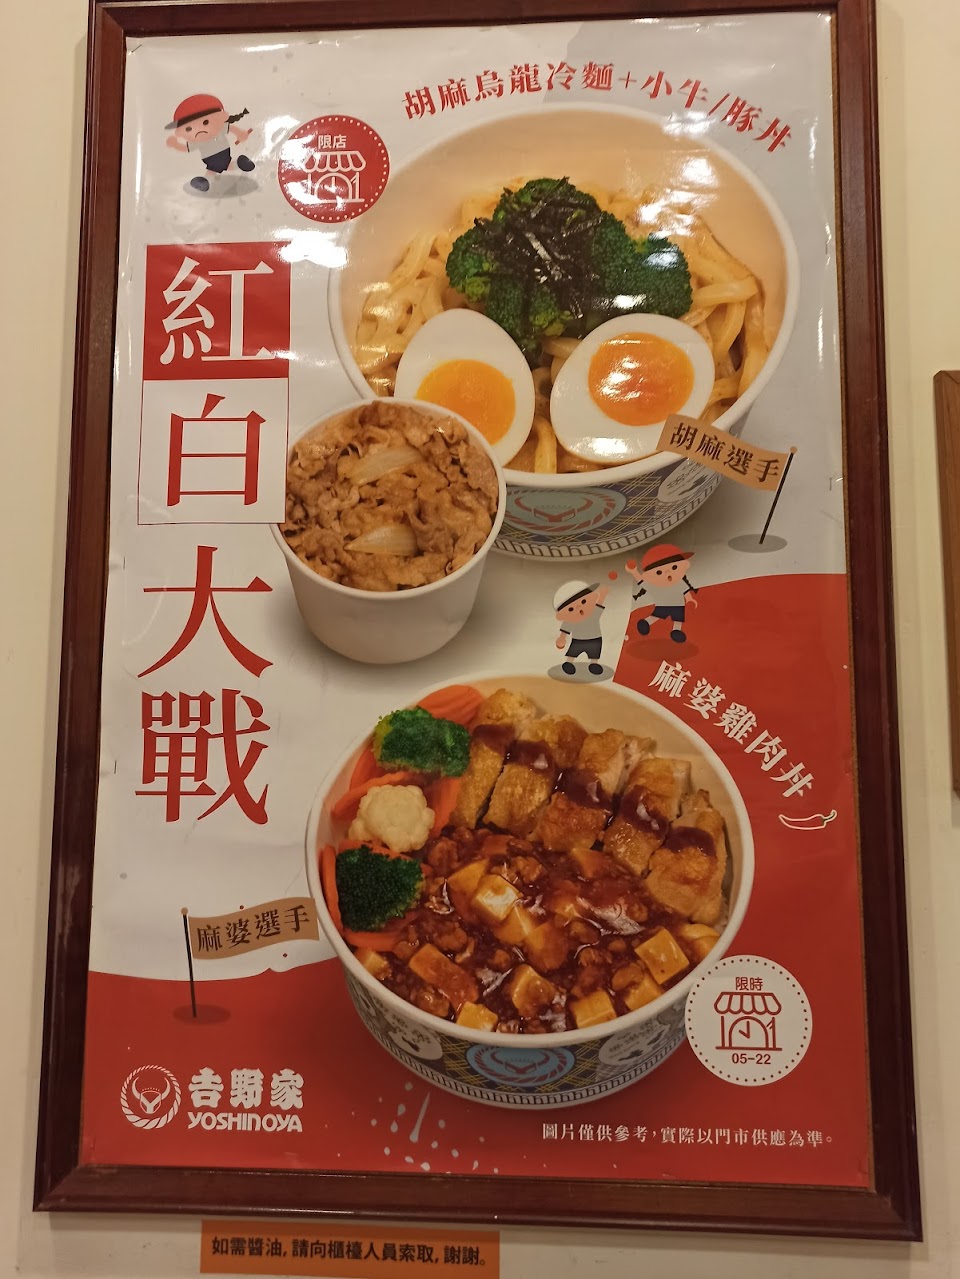 胡麻烏龍冷麵+小牛/豚丼
限店
紅白大戰
胡麻選手
麻婆雞肉丼
麻婆選手
限時
05-22
吉野家
YOSHINOYA
圖片僅供參考,實際以門市供應為準。
如需醬油,請向櫃檯人員索取,謝謝。